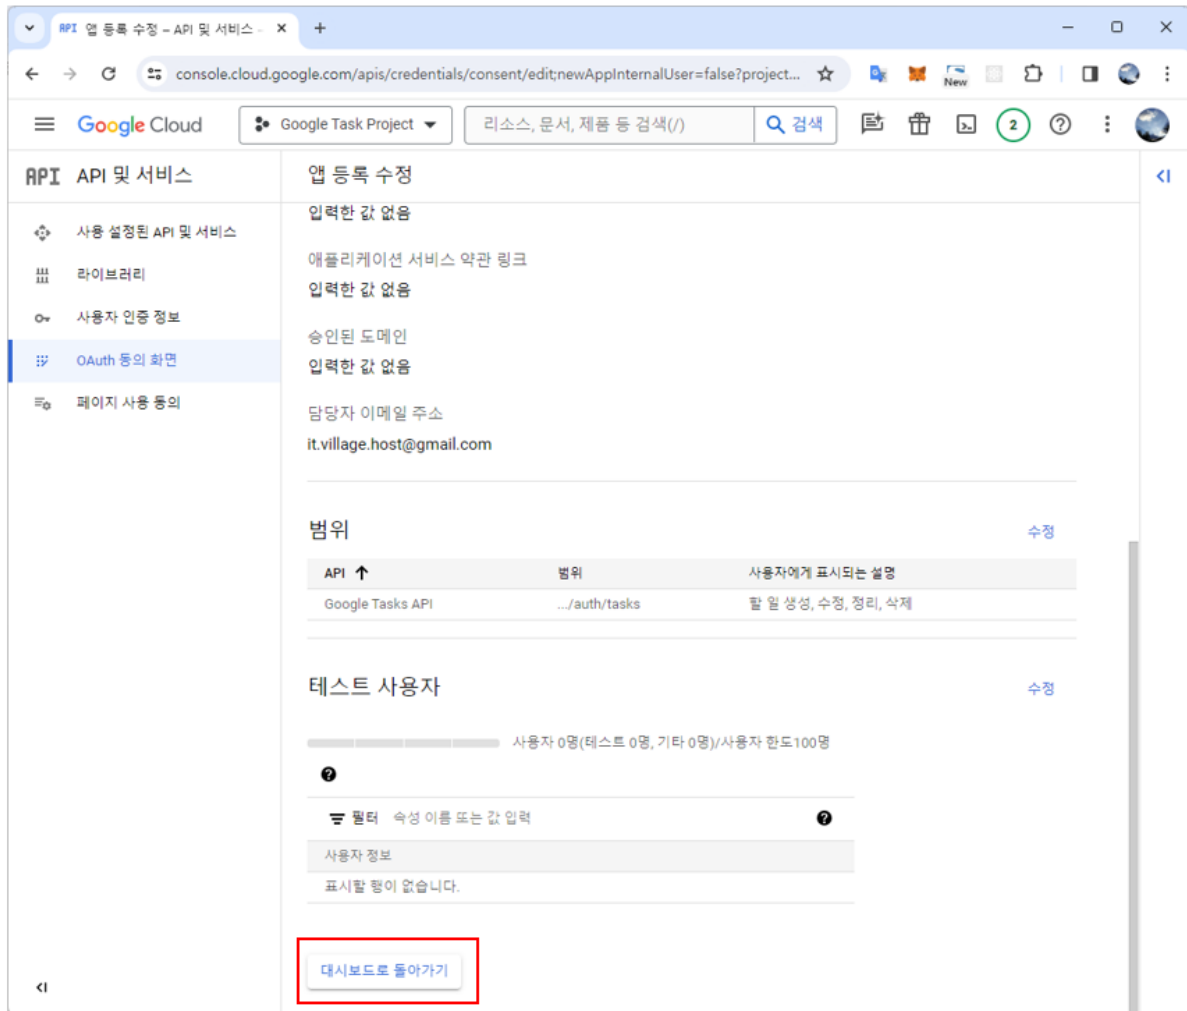 API 앱 등록 수정 – API 및 서비스 -
console.cloud.google.com/apis/credentials/consent/edit;newAppInternalUser=false?project...
New
Google Cloud
Google Task Project
리소스, 문서, 제품 등 검색(/)
검색
2
API API 및 서비스
앱 등록 수정
사용 설정된 API 및 서비스
라이브러리
사용자 인증 정보
OAuth 동의 화면
페이지 사용 동의
입력한 값 없음
애플리케이션 서비스 약관 링크
입력한 값 없음
승인된 도메인
입력한 값 없음
담당자 이메일 주소
it.village.host@gmail.com
범위
수정
API 범위 사용자에게 표시되는 설명
Google Tasks API .../auth/tasks 할 일 생성, 수정, 정리, 삭제
테스트 사용자
수정
사용자 0명(테스트 0명, 기타 0명)/사용자 한도100명
필터 속성 이름 또는 값 입력
사용자 정보
표시할 행이 없습니다.
대시보드로 돌아가기